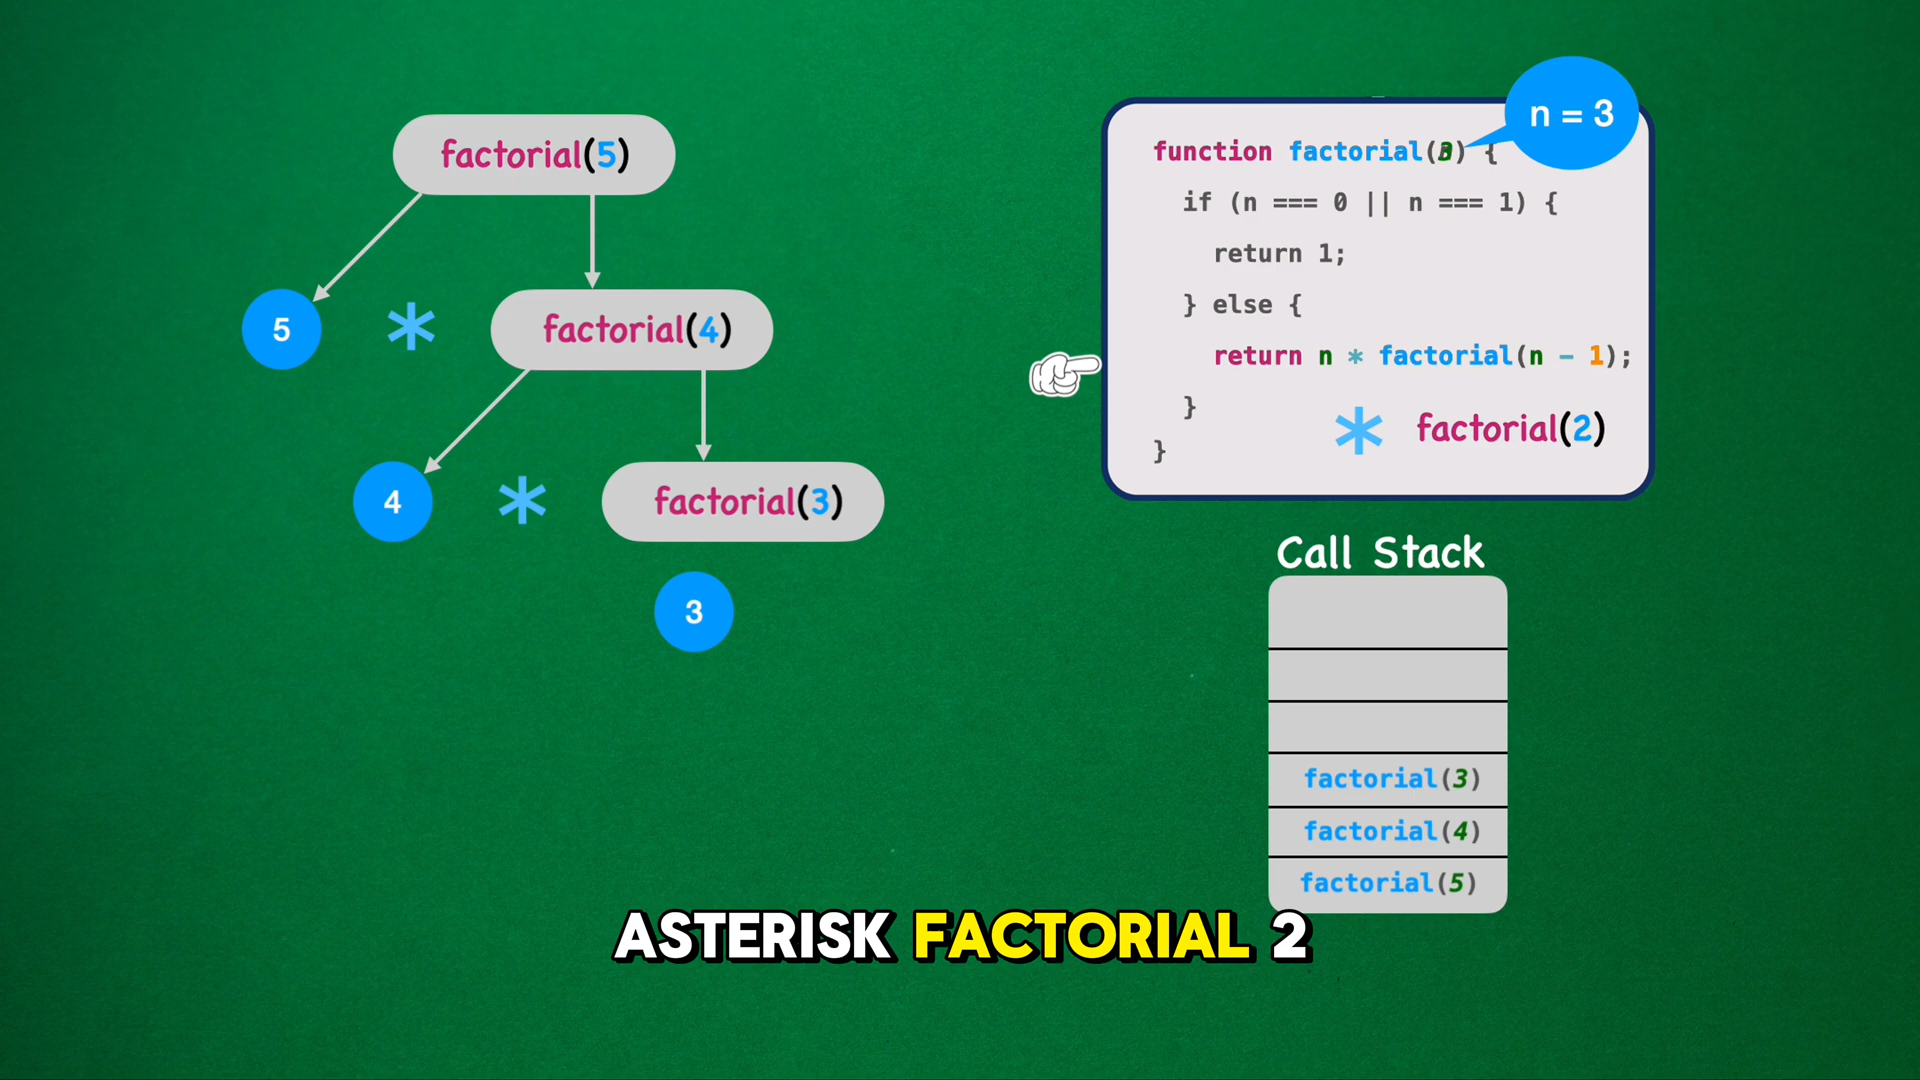 factorial(5)
5 * factorial(4)
4 * factorial(3)
3
n = 3
function factorial(3) {
if (n === 0 || n === 1) {
return 1;
} else {
return n * factorial(n - 1);
}
* factorial(2)
}
Call Stack
factorial(3)
factorial(4)
factorial(5)
ASTERISK FACTORIAL 2